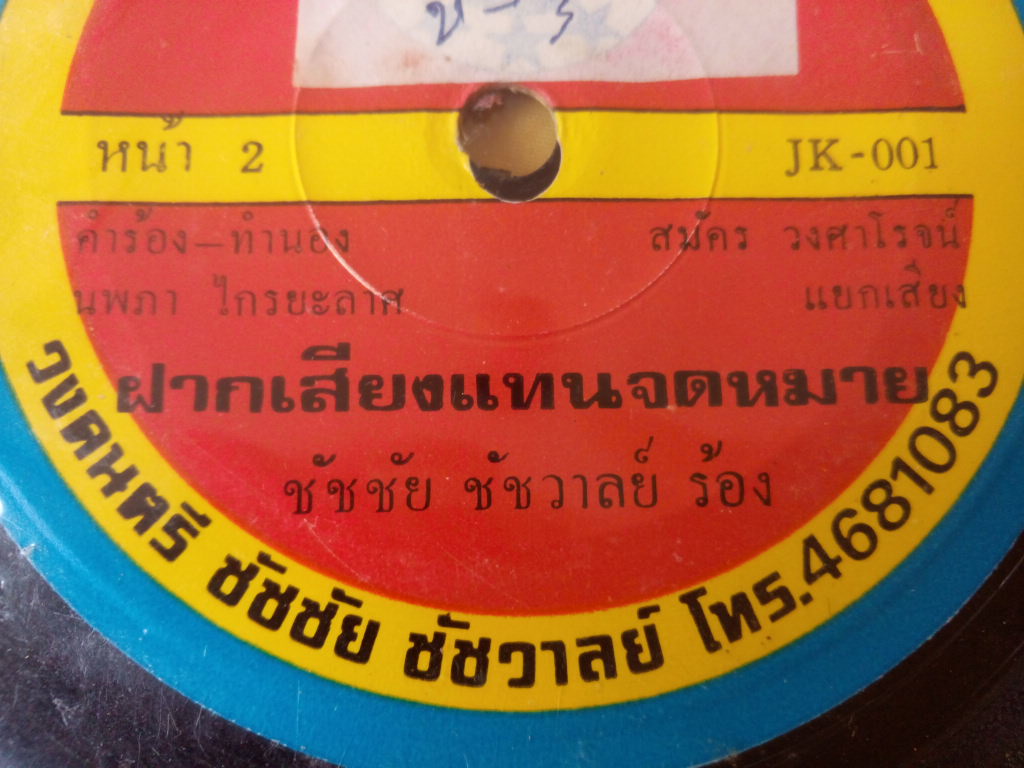 หน้า 2
JK-001
คำร้อง-ทำนอง
นพภา ไกรยะลาศ
สมัคร วงศาโรจน์
แยกเสียง
ฝากเสียงแทนจดหมาย
ชัชชัย ชัชวาลย์ ร้อง
วงดนตรี ชัชชัย ชัชวาลย์ โทร.4681083